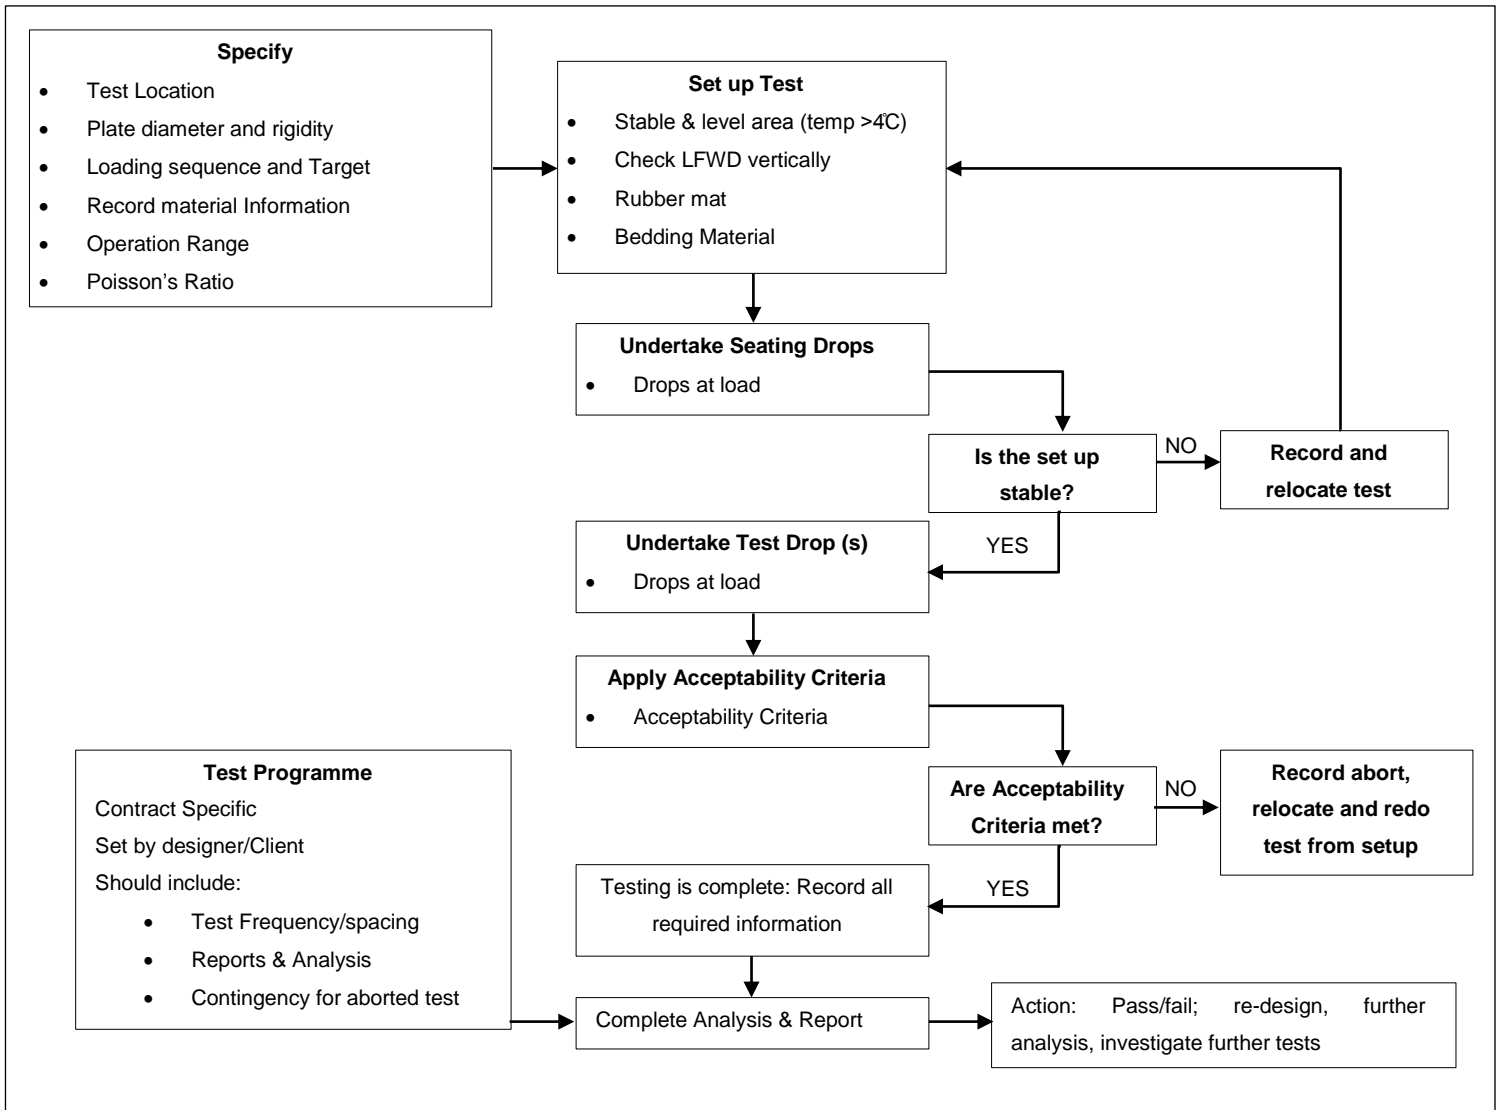 Specify
• Test Location
• Plate diameter and rigidity
• Loading sequence and Target
• Record material Information
• Operation Range
• Poisson's Ratio
Set up Test
• Stable & level area (temp >4℃)
• Check LFWD vertically
• Rubber mat
• Bedding Material
Undertake Seating Drops
• Drops at load
Is the set up
stable?
NO
Record and
relocate test
YES
Undertake Test Drop (s)
• Drops at load
Apply Acceptability Criteria
• Acceptability Criteria
Are Acceptability
Criteria met?
NO
Record abort,
relocate and redo
test from setup
YES
Testing is complete: Record all
required information
Test Programme
Contract Specific
Set by designer/Client
Should include:
• Test Frequency/spacing
• Reports & Analysis
• Contingency for aborted test
Complete Analysis & Report
Action: Pass/fail; re-design, further
analysis, investigate further tests